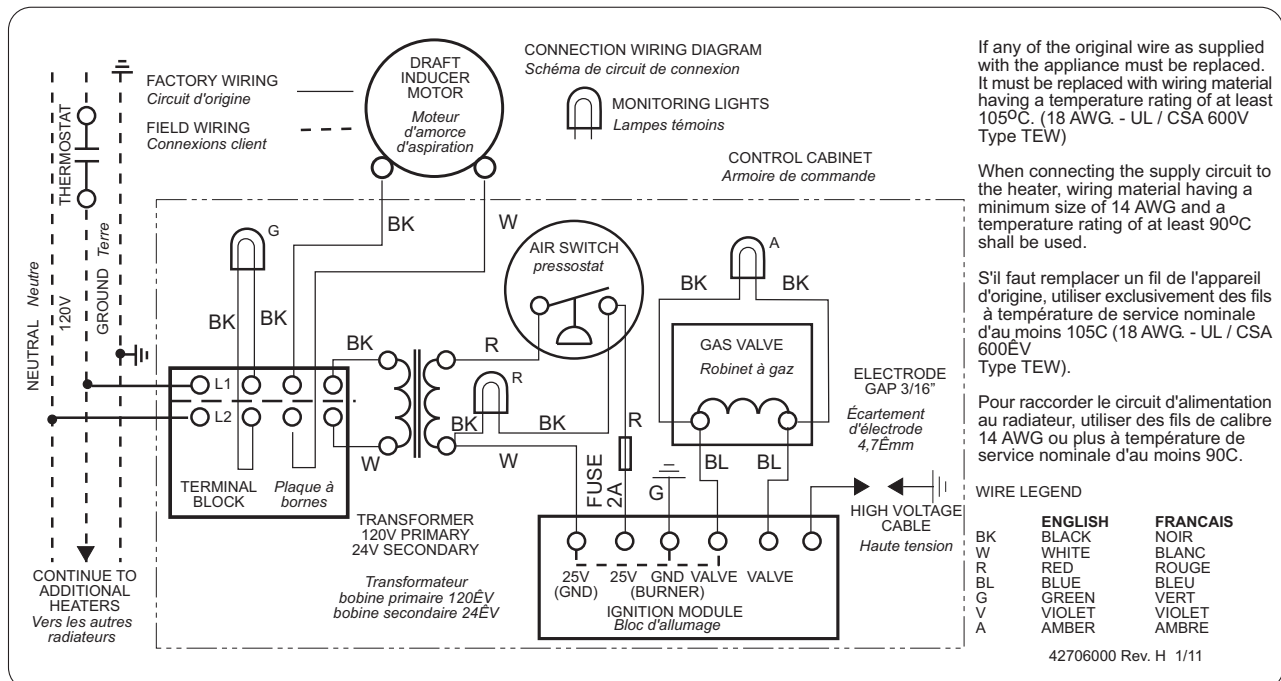 CONNECTION WIRING DIAGRAM
Schéma de circuit de connexion
FACTORY WIRING
Circuit d'origine
FIELD WIRING
Connexions client
DRAFT
INDUCER
MOTOR
Moteur
d'amorce
d'aspiration
MONITORING LIGHTS
Lampes témoins
CONTROL CABINET
Armoire de commande
THERMOSTAT
NEUTRAL Neutre
120V
GROUND Terre
G
BK
BK
BK
W
AIR SWITCH
pressostat
A
BK
BK
GAS VALVE
Robinet à gaz
BK
R
R
BK
BK
W
W
R
FUSE
2A
G
BL
BL
L1
L2
TERMINAL
BLOCK
Plaque à
bornes
TRANSFORMER
120V PRIMARY
24V SECONDARY
Transformateur
bobine primaire 120ÊV
bobine secondaire 24ÊV
ELECTRODE
GAP 3/16”
Écartement
d'électrode
4,7Êmm
HIGH VOLTAGE
CABLE
Haute tension
25V
(GND)
25V
GND
(BURNER)
VALVE
VALVE
IGNITION MODULE
Bloc d'allumage
CONTINUE TO
ADDITIONAL
HEATERS
Vers les autres
radiateurs
If any of the original wire as supplied
with the appliance must be replaced.
It must be replaced with wiring material
having a temperature rating of at least
105ºC. (18 AWG. - UL / CSA 600V
Type TEW)
When connecting the supply circuit to
the heater, wiring material having a
minimum size of 14 AWG and a
temperature rating of at least 90ºC
shall be used.
S'il faut remplacer un fil de l'appareil
d'origine, utiliser exclusivement des fils
à température de service nominale
d'au moins 105C (18 AWG. - UL / CSA
600ÊV
Type TEW).
Pour raccorder le circuit d'alimentation
au radiateur, utiliser des fils de calibre
14 AWG ou plus à température de
service nominale d'au moins 90C.
WIRE LEGEND
ENGLISH FRANCAIS
BK BLACK NOIR
W WHITE BLANC
R RED ROUGE
BL BLUE BLEU
G GREEN VERT
V VIOLET VIOLET
A AMBER AMBRE
42706000 Rev. H 1/11